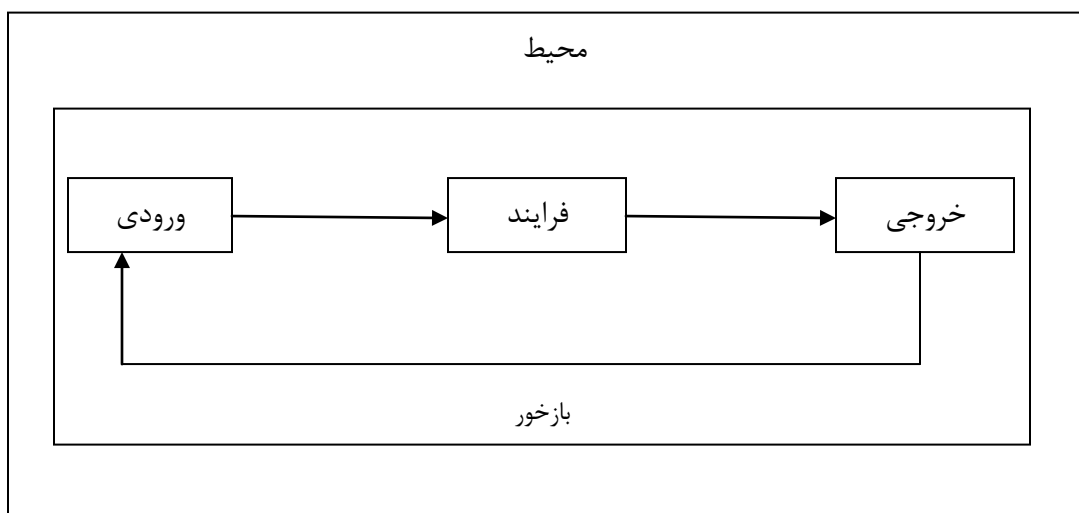 محیط
ورودی
فرایند
خروجی
بازخور